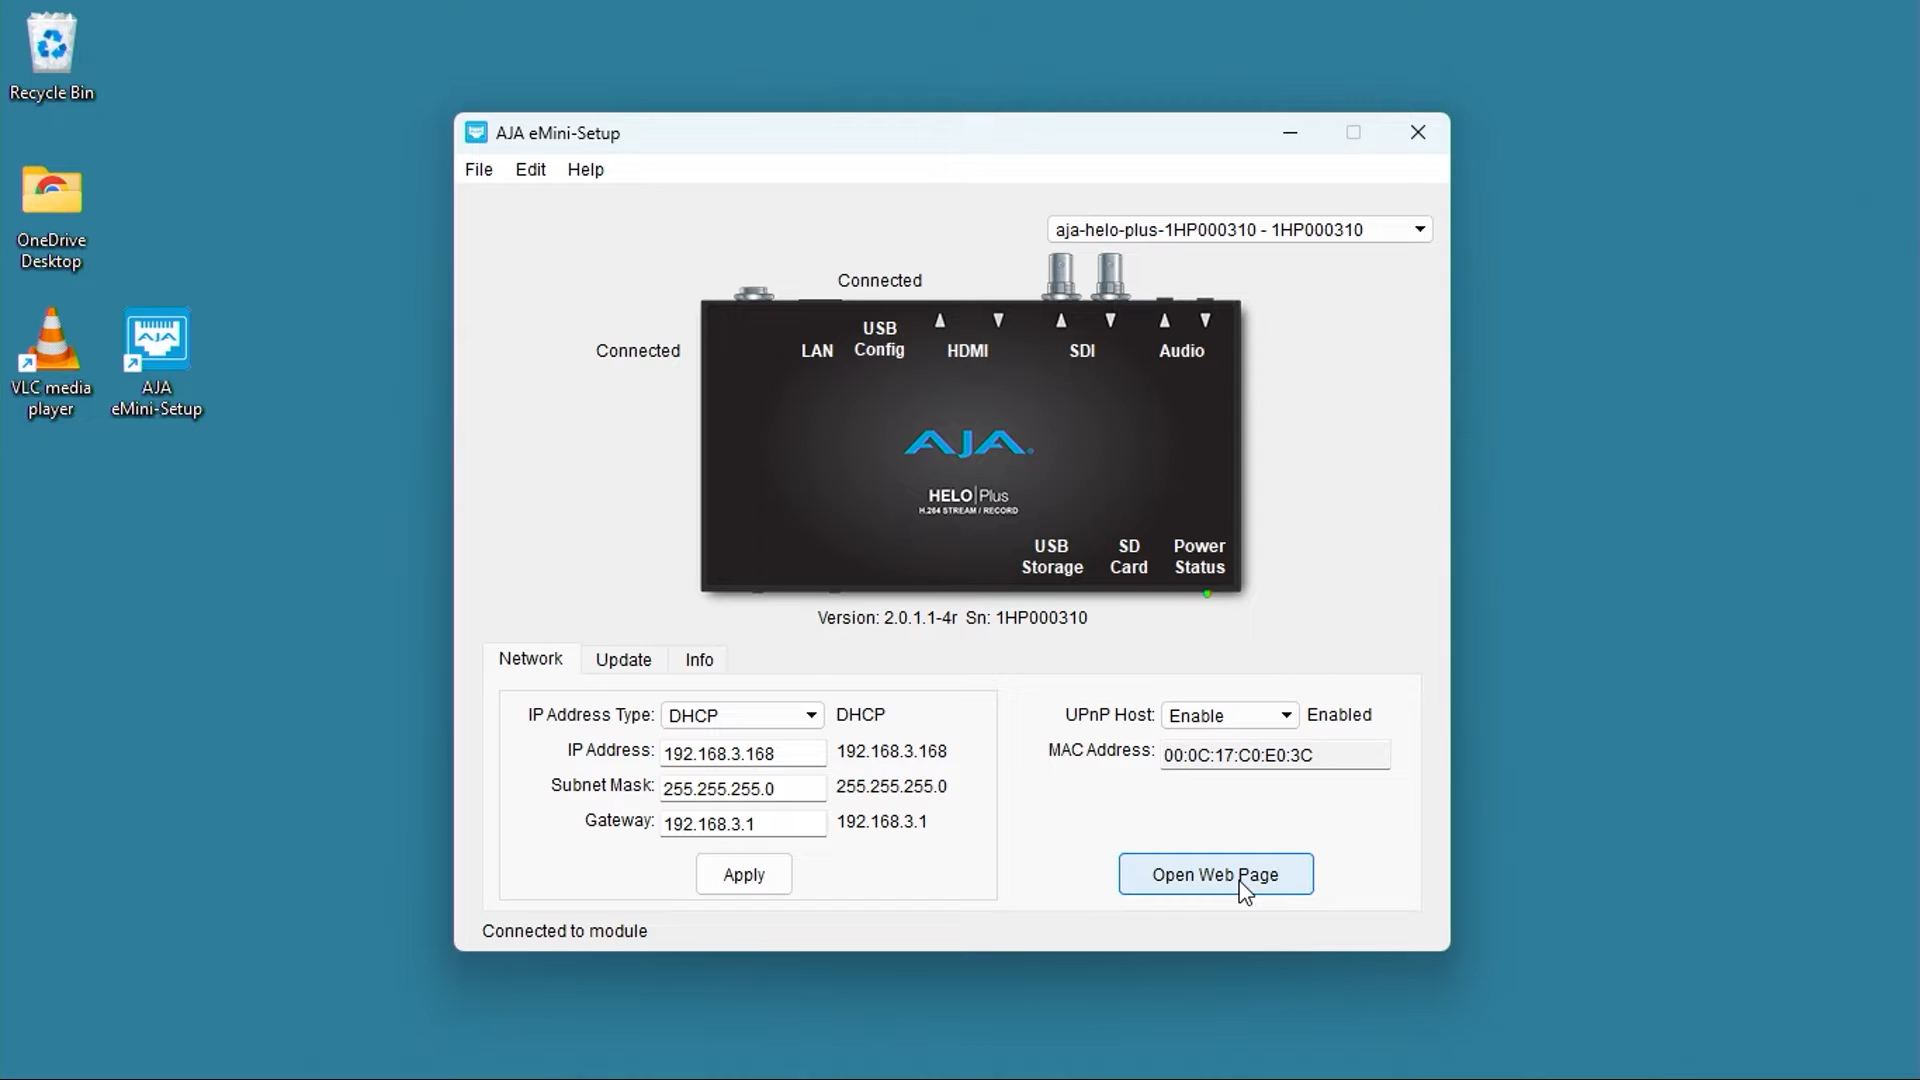 Recycle Bin
OneDrive
Desktop
VLC media
player
AJA
AJA
eMini-Setup
AJA eMini-Setup
File Edit Help
aja-helo-plus-1HP000310 - 1HP000310
Connected
Connected
LAN
USB
Config
HDMI
SDI
Audio
AJA
HELO|Plus
H.264 STREAM / RECORD
USB
Storage
SD
Card
Power
Status
Version: 2.0.1.1-4r Sn: 1HP000310
Network Update Info
IP Address Type: DHCP DHCP
IP Address: 192.168.3.168 192.168.3.168
Subnet Mask: 255.255.255.0 255.255.255.0
Gateway: 192.168.3.1 192.168.3.1
Apply
UPnP Host: Enable Enabled
MAC Address: 00:0C:17:C0:E0:3C
Open Web Page
Connected to module